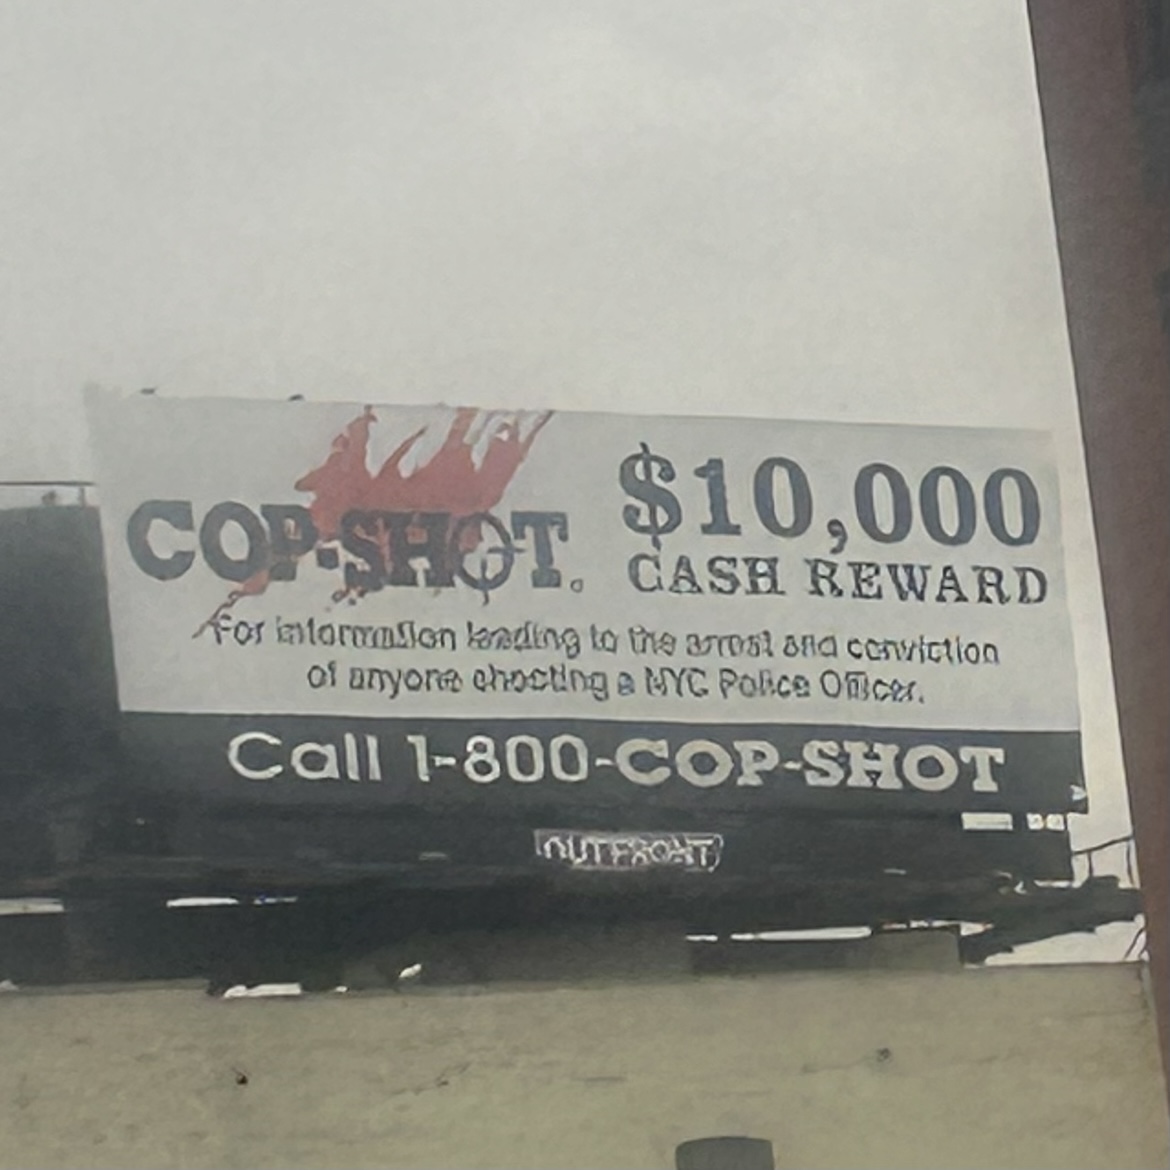 COP-SHOT.
$10,000
CASH REWARD
For information leading to the arrest and conviction
of anyone shooting a NYC Police Officer.
Call 1-800-COP-SHOT
OUTFRONT